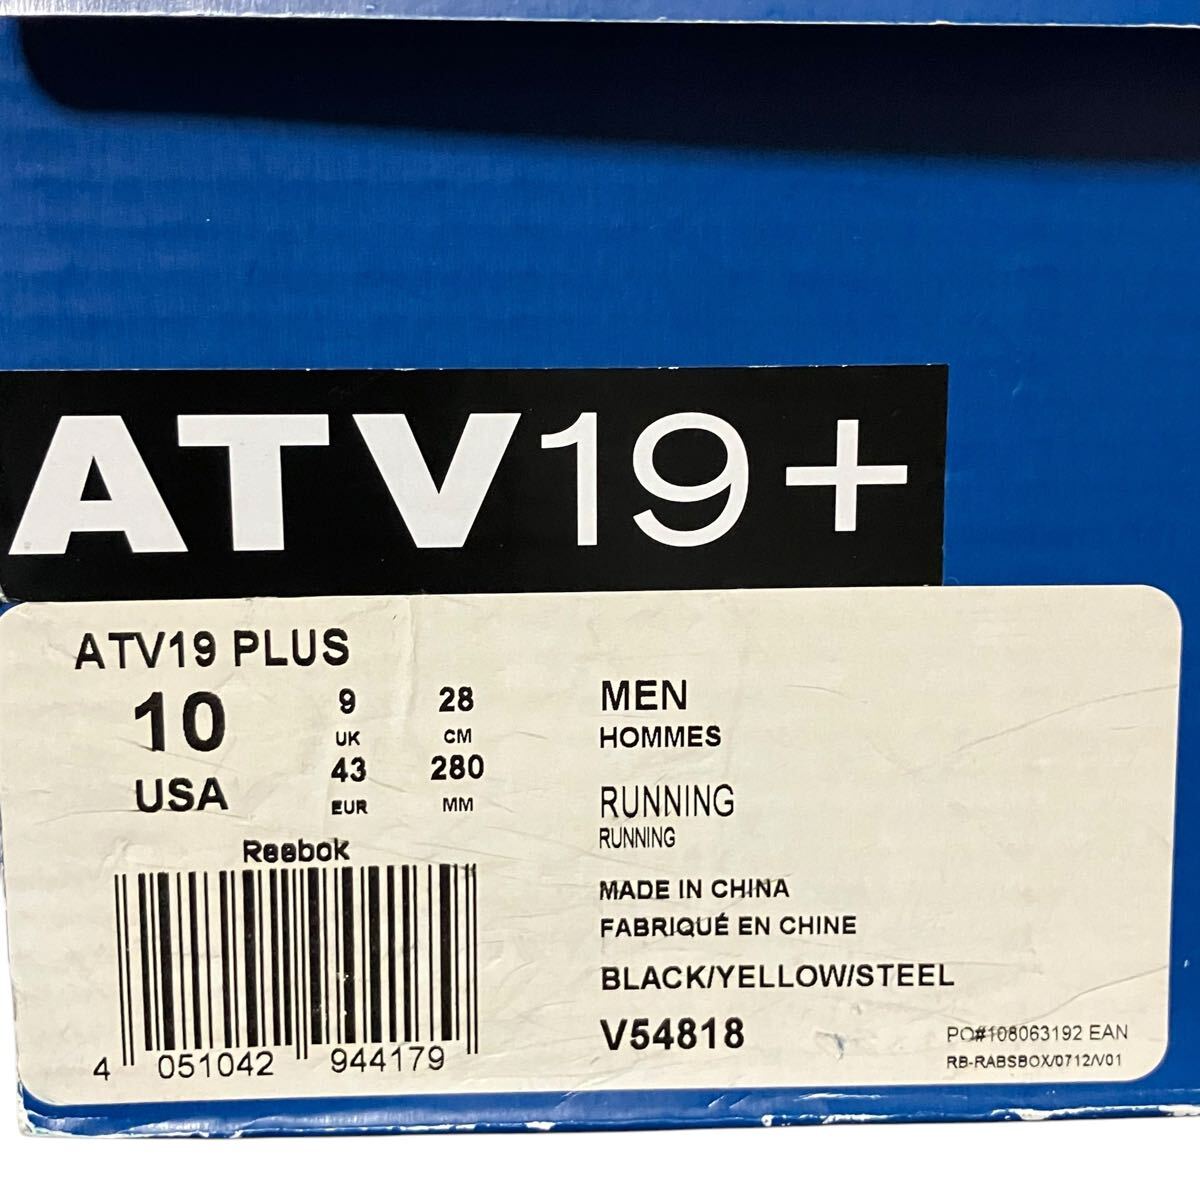 ATV19+
ATV19 PLUS
10
USA
9
UK
43
EUR
28
CM
280
MM
Reebok
4 051042 944179
MEN
HOMMES
RUNNING
RUNNING
MADE IN CHINA
FABRIQUÉ EN CHINE
BLACK/YELLOW/STEEL
V54818
PO#108063192 EAN
RB-RABSBOX/0712/V01